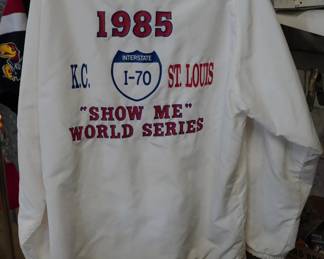 1985
INTERSTATE
K.C. I-70 ST. LOUIS
"SHOW ME"
WORLD SERIES